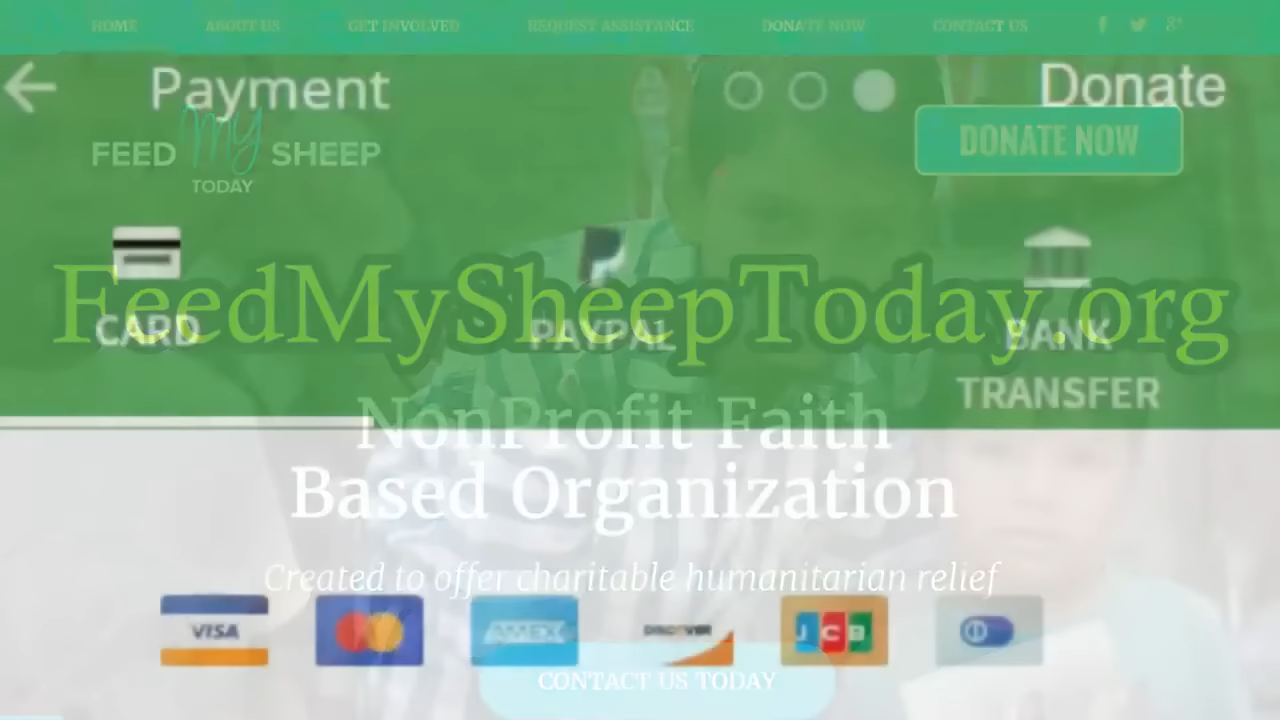 HOME ABOUT US GET INVOLVED REQUEST ASSISTANCE DONATE NOW CONTACT US
Payment Donate
FEED My SHEEP
TODAY
DONATE NOW
FeedMySheepToday.org
CARD PAYPAL BANK
TRANSFER
NonProfit Faith
Based Organization
Created to offer charitable humanitarian relief
VISA AMEX DISCOVER JCB
CONTACT US TODAY